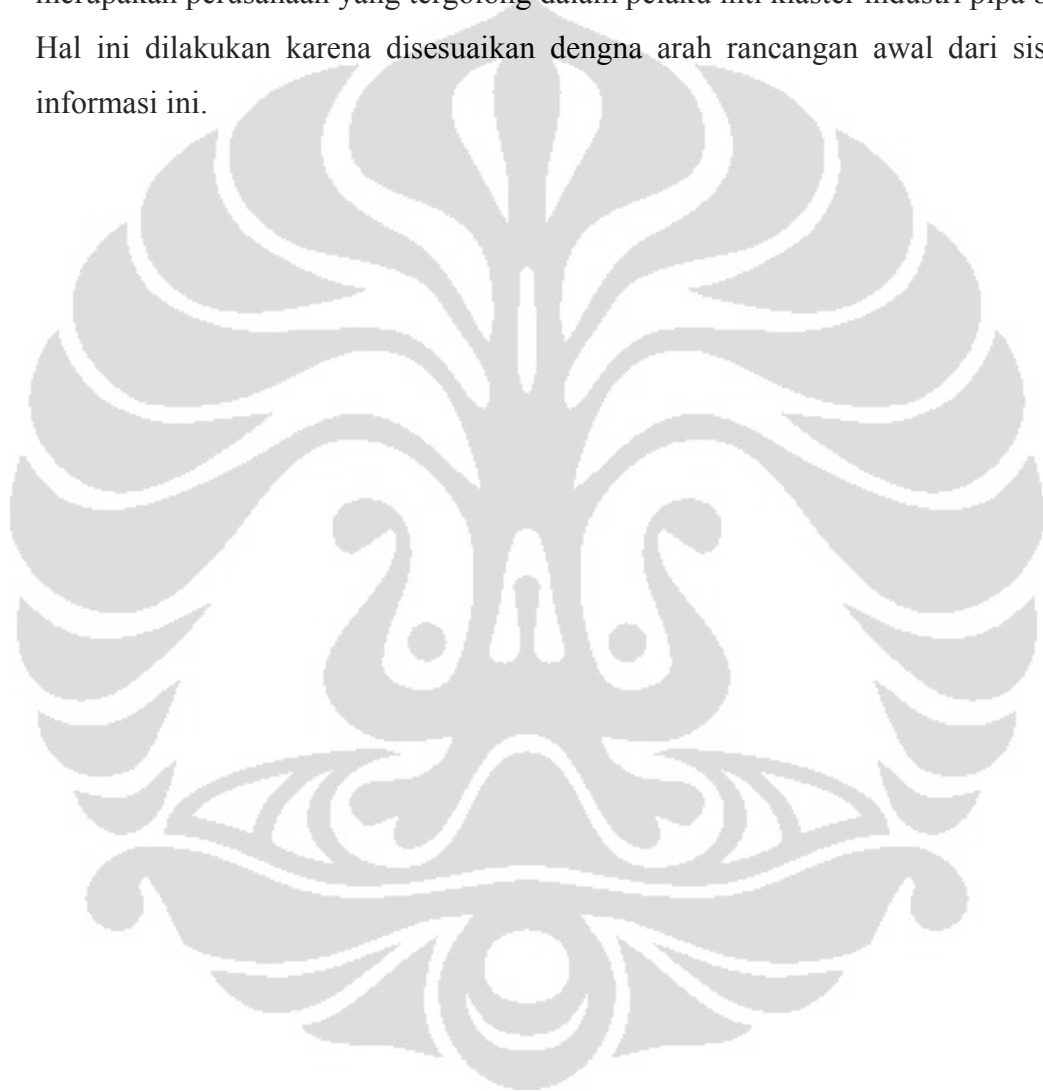 merupakan perusahaan yang tergolong dalam pelaku inti klaster industri pipa
Hal ini dilakukan karena disesuaikan dengna arah rancangan awal dari sis
informasi ini.